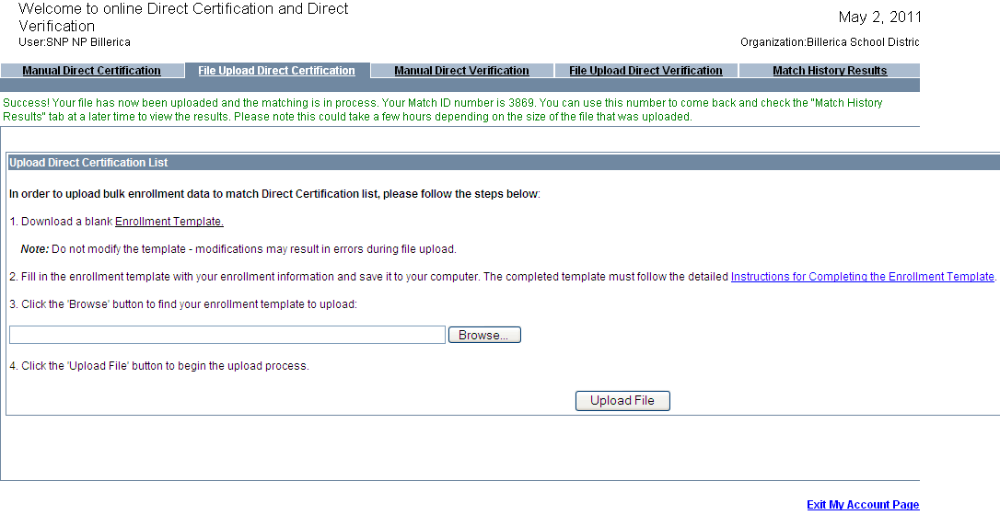 Welcome to online Direct Certification and Direct
Verification
May 2, 2011
User:SNP NP Billerica
Organization:Billerica School Distric
Manual Direct Certification
File Upload Direct Certification
Manual Direct Verification
File Upload Direct Verification
Match History Results
Success! Your file has now been uploaded and the matching is in process. Your Match ID number is 3869. You can use this number to come back and check the "Match History
Results" tab at a later time to view the results. Please note this could take a few hours depending on the size of the file that was uploaded.
Upload Direct Certification List
In order to upload bulk enrollment data to match Direct Certification list, please follow the steps below:
1. Download a blank Enrollment Template.
Note: Do not modify the template - modifications may result in errors during file upload.
2. Fill in the enrollment template with your enrollment information and save it to your computer. The completed template must follow the detailed Instructions for Completing the Enrollment Template.
3. Click the 'Browse' button to find your enrollment template to upload:
Browse...
4. Click the 'Upload File' button to begin the upload process.
Upload File
Exit My Account Page